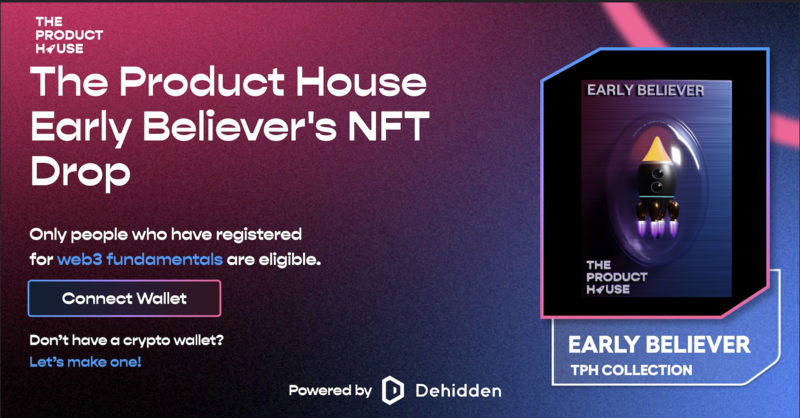 THE
PRODUCT
HOUSE
The Product House
Early Believer's NFT
Drop
Only people who have registered
for web3 fundamentals are eligible.
Connect Wallet
Don't have a crypto wallet?
Let's make one!
EARLY BELIEVER
THE
PRODUCT
HOUSE
EARLY BELIEVER
TPH COLLECTION
Powered by Dehidden